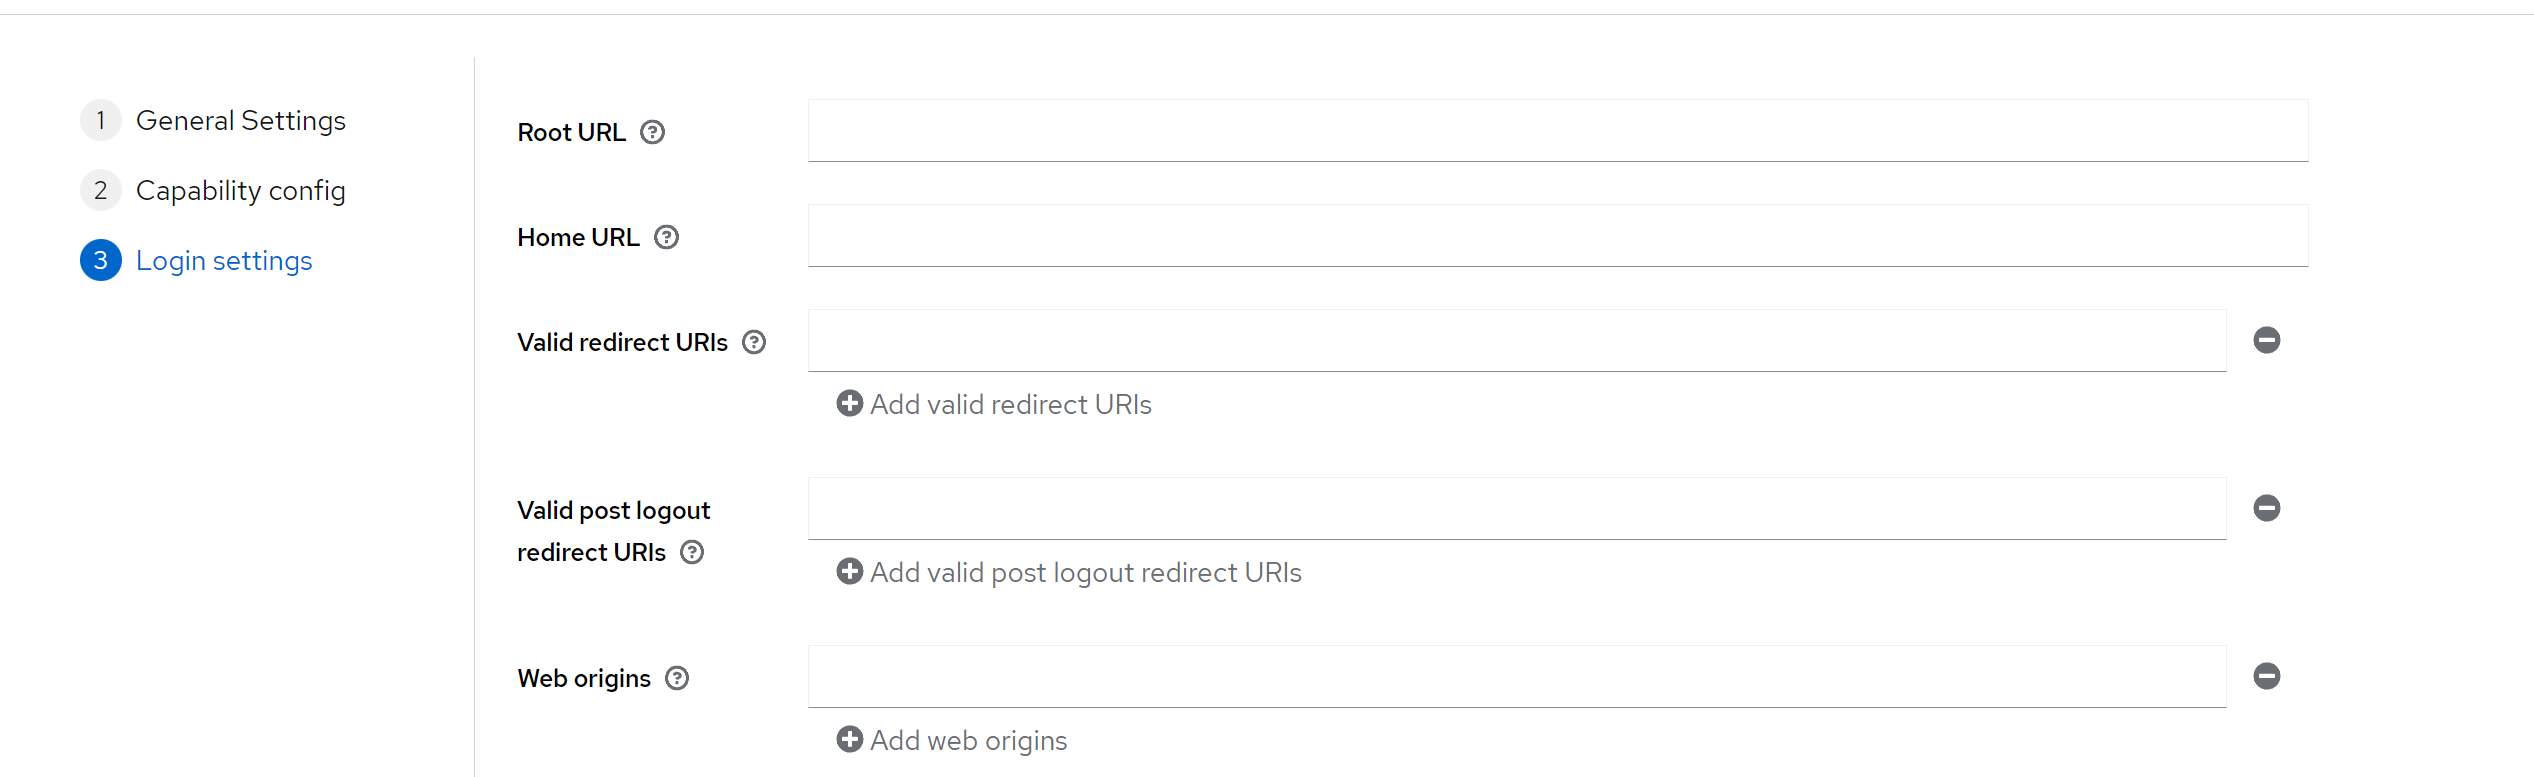 1 General Settings
2 Capability config
3 Login settings
Root URL
Home URL
Valid redirect URIs
Add valid redirect URIs
Valid post logout
redirect URIs
Add valid post logout redirect URIs
Web origins
Add web origins